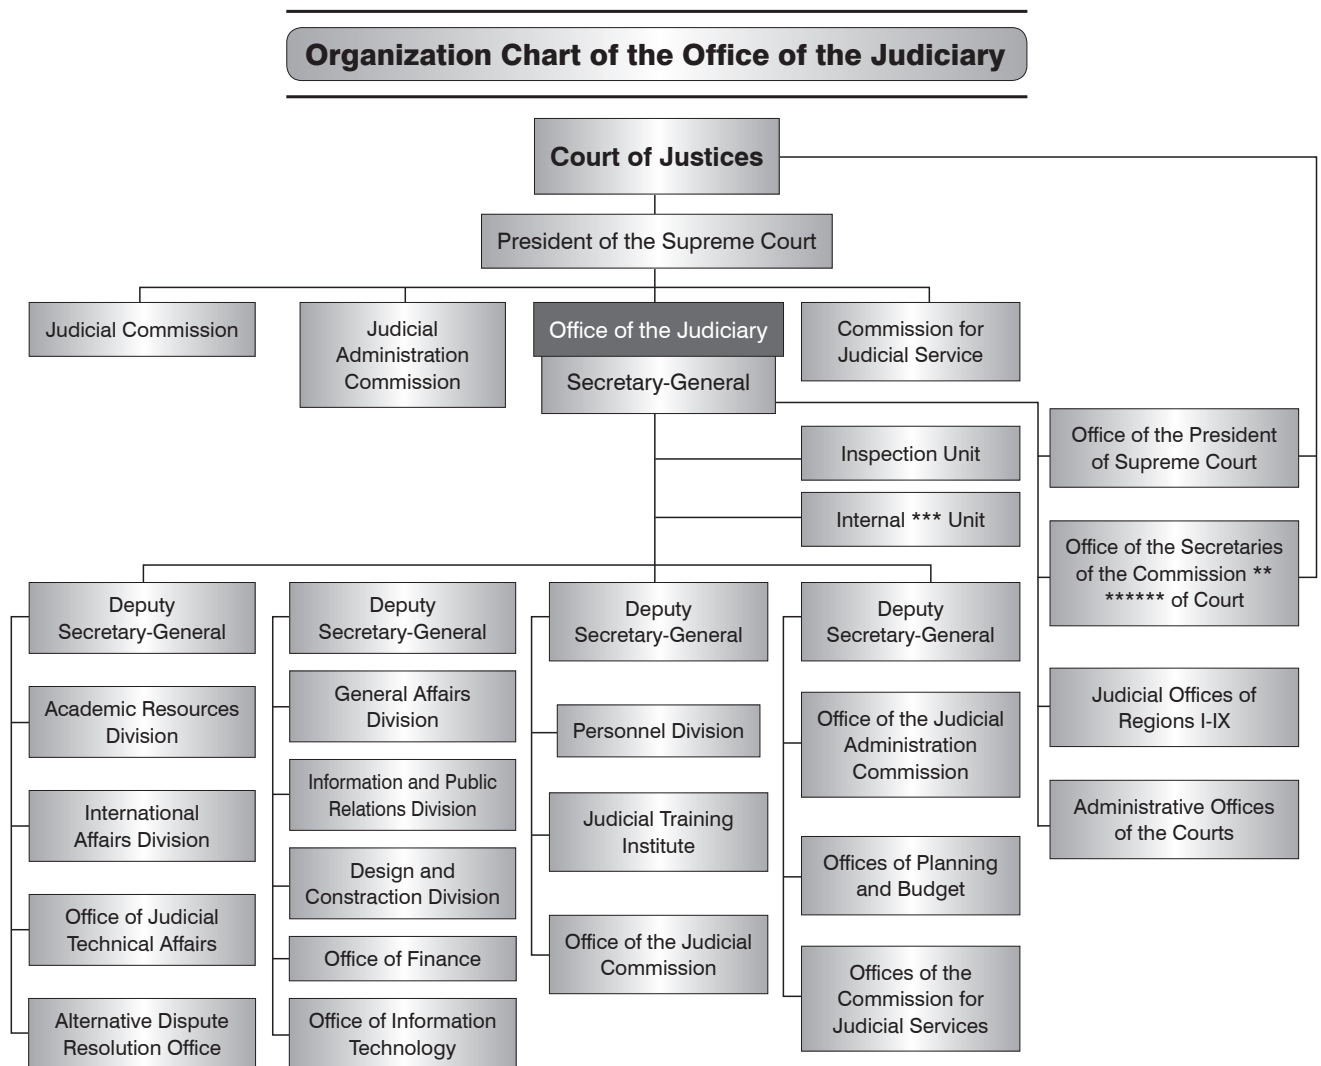 Organization Chart of the Office of the Judiciary
Court of Justices
President of the Supreme Court
Judicial Commission
Judicial
Administration
Commission
Office of the Judiciary
Secretary-General
Commission for
Judicial Service
Inspection Unit
Internal *** Unit
Office of the President
of Supreme Court
Office of the Secretaries
of the Commission **
****** of Court
Judicial Offices of
Regions I-IX
Administrative Offices
of the Courts
Deputy
Secretary-General
Academic Resources
Division
International
Affairs Division
Office of Judicial
Technical Affairs
Alternative Dispute
Resolution Office
Deputy
Secretary-General
General Affairs
Division
Information and Public
Relations Division
Design and
Constraction Division
Office of Finance
Office of Information
Technology
Deputy
Secretary-General
Personnel Division
Judicial Training
Institute
Office of the Judicial
Commission
Deputy
Secretary-General
Office of the Judicial
Administration
Commission
Offices of Planning
and Budget
Offices of the
Commission for
Judicial Services